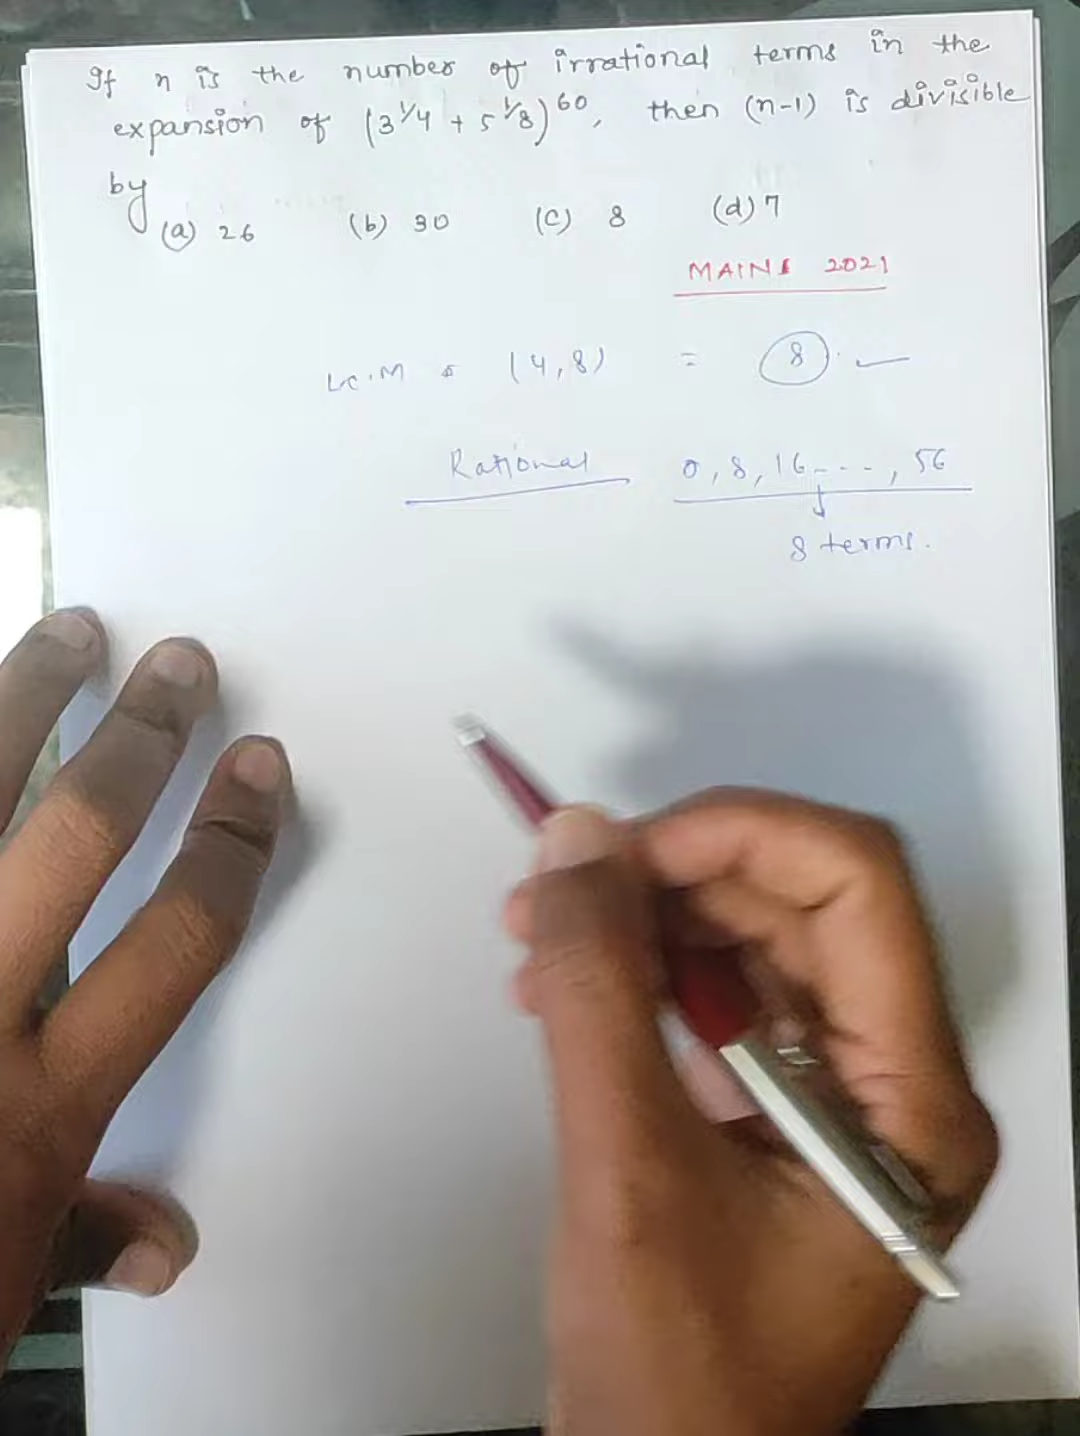 If n is the number of irrational terms in the
expansion of (3^1/4 + 5^1/8)^60, then (n-1) is divisible
by
(a) 26 (b) 30 (C) 8 (d) 7
MAINS 2021
L.C.M of (4,8) = 8
Rational 0, 8, 16 - - - - , 56
8 terms.